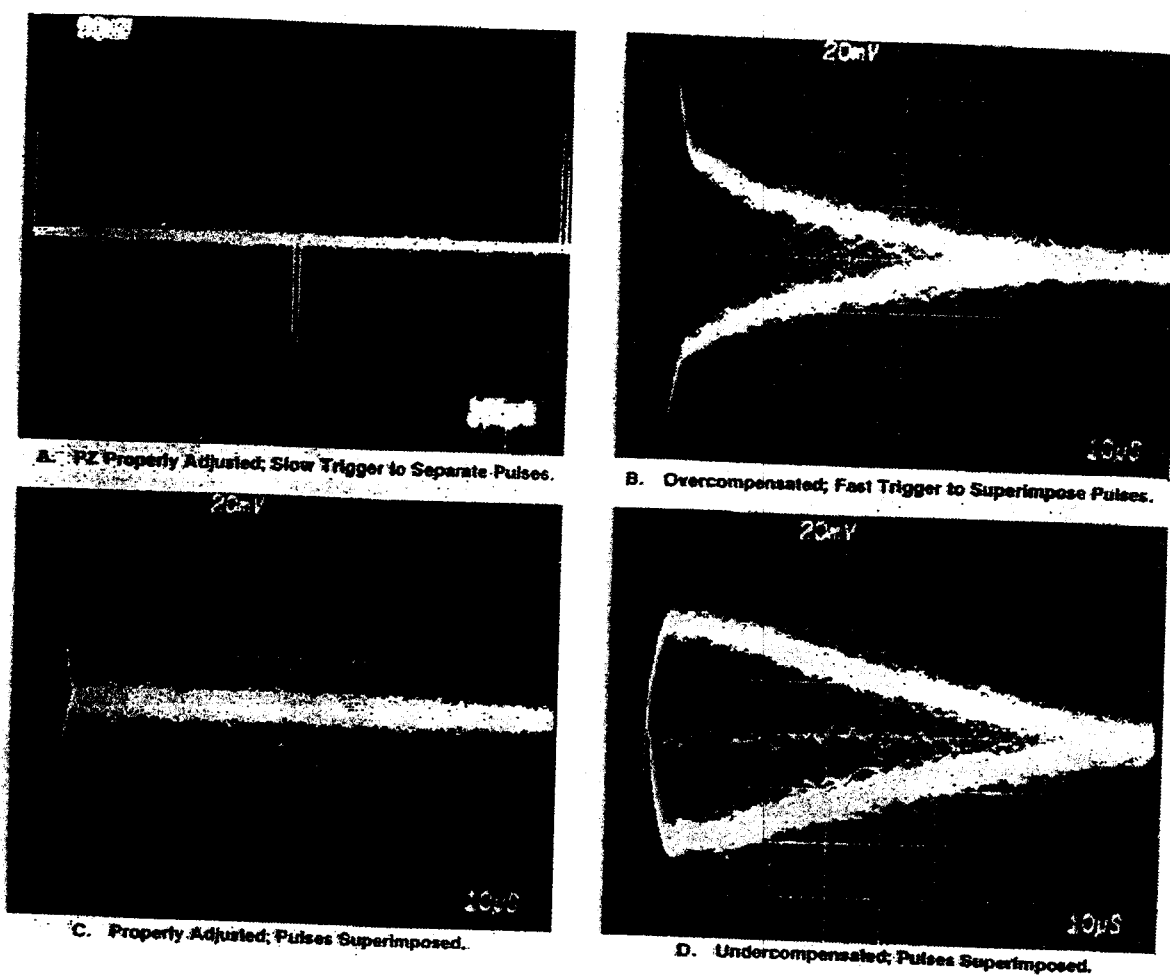 20mV
A. PZ Properly Adjusted; Slow Trigger to Separate Pulses.
10µS
B. Overcompensated; Fast Trigger to Superimpose Pulses.
20mV
10µS
C. Properly Adjusted; Pulses Superimposed.
20mV
10µS
D. Undercompensated; Pulses Superimposed.